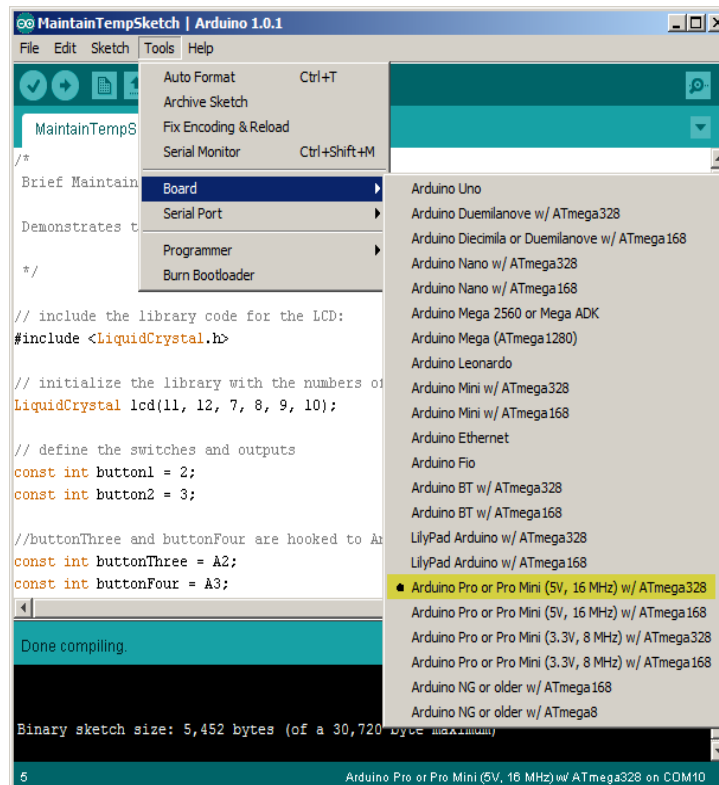 MaintainTempSketch | Arduino 1.0.1
File Edit Sketch Tools Help
Auto Format Ctrl+T
Archive Sketch
Fix Encoding & Reload
Serial Monitor Ctrl+Shift+M
Board
Serial Port
Programmer
Burn Bootloader
Arduino Uno
Arduino Duemilanove w/ ATmega328
Arduino Diecimila or Duemilanove w/ ATmega168
Arduino Nano w/ ATmega328
Arduino Nano w/ ATmega168
Arduino Mega 2560 or Mega ADK
Arduino Mega (ATmega1280)
Arduino Leonardo
Arduino Mini w/ ATmega328
Arduino Mini w/ ATmega168
Arduino Ethernet
Arduino Fio
Arduino BT w/ ATmega328
Arduino BT w/ ATmega168
LilyPad Arduino w/ ATmega328
LilyPad Arduino w/ ATmega168
Arduino Pro or Pro Mini (5V, 16 MHz) w/ ATmega328
Arduino Pro or Pro Mini (5V, 16 MHz) w/ ATmega168
Arduino Pro or Pro Mini (3.3V, 8 MHz) w/ ATmega328
Arduino Pro or Pro Mini (3.3V, 8 MHz) w/ ATmega168
Arduino NG or older w/ ATmega168
Arduino NG or older w/ ATmega8
MaintainTempS
/*
Brief Maintain
Demonstrates t
*/
// include the library code for the LCD:
#include <LiquidCrystal.h>
// initialize the library with the numbers of
LiquidCrystal lcd(11, 12, 7, 8, 9, 10);
// define the switches and outputs
const int button1 = 2;
const int button2 = 3;
//buttonThree and buttonFour are hooked to A
const int buttonThree = A2;
const int buttonFour = A3;
Done compiling.
Binary sketch size: 5,452 bytes (of a 30,720 byte maximum)
5 Arduino Pro or Pro Mini (5V, 16 MHz) w/ ATmega328 on COM10